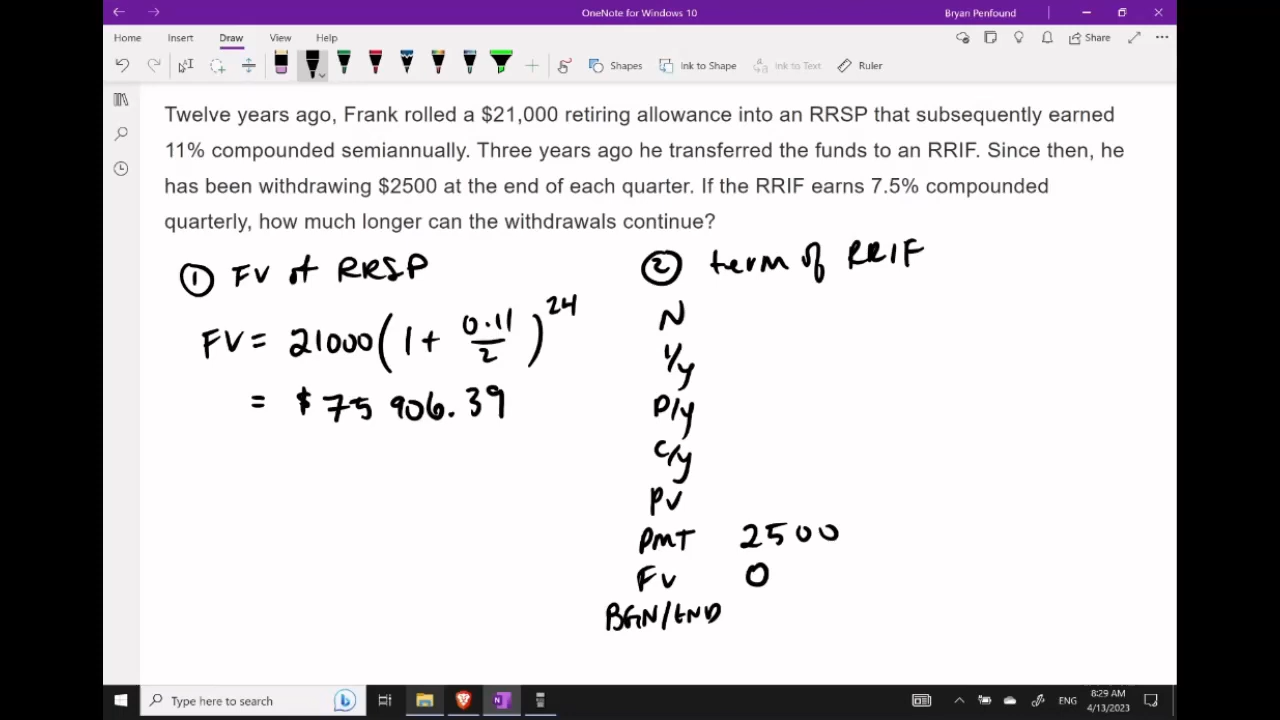 OneNote for Windows 10
Bryan Penfound
Home
Insert
Draw
View
Help
Share
Shapes
Ink to Shape
Ink to Text
Ruler
Twelve years ago, Frank rolled a $21,000 retiring allowance into an RRSP that subsequently earned
11% compounded semiannually. Three years ago he transferred the funds to an RRIF. Since then, he
has been withdrawing $2500 at the end of each quarter. If the RRIF earns 7.5% compounded
quarterly, how much longer can the withdrawals continue?
① FV of RRSP
FV = 21000(1 + 0.11/2)^24
= $75 906.39
② term of RRIF
N
I/y
P/y
C/y
PV
PMT 2500
FV 0
BGN/END
Type here to search
ENG
8:29 AM
4/13/2023